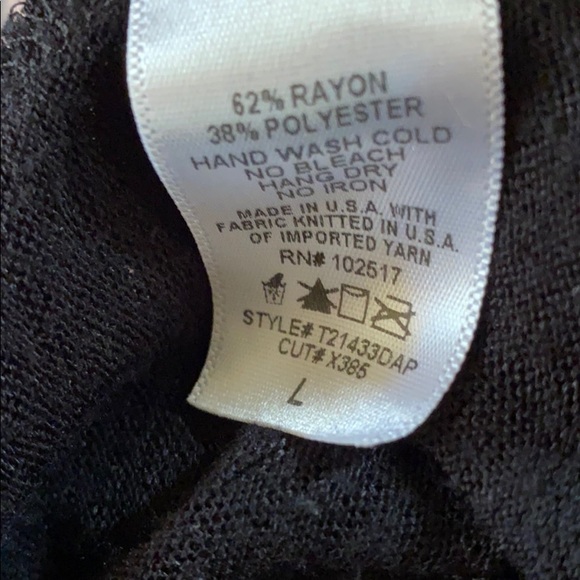 62% RAYON
38% POLYESTER
HAND WASH COLD
NO BLEACH
HANG DRY
NO IRON
MADE IN U.S.A. WITH
FABRIC KNITTED IN U.S.A.
OF IMPORTED YARN
RN# 102517
STYLE# T21433DAP
CUT# X385
L